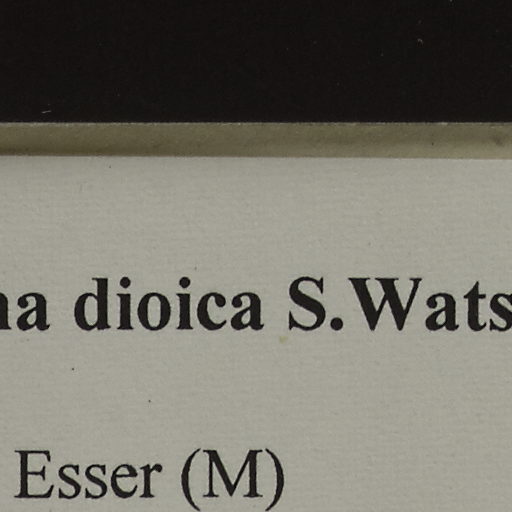 na dioica S.Wats
Esser (M)